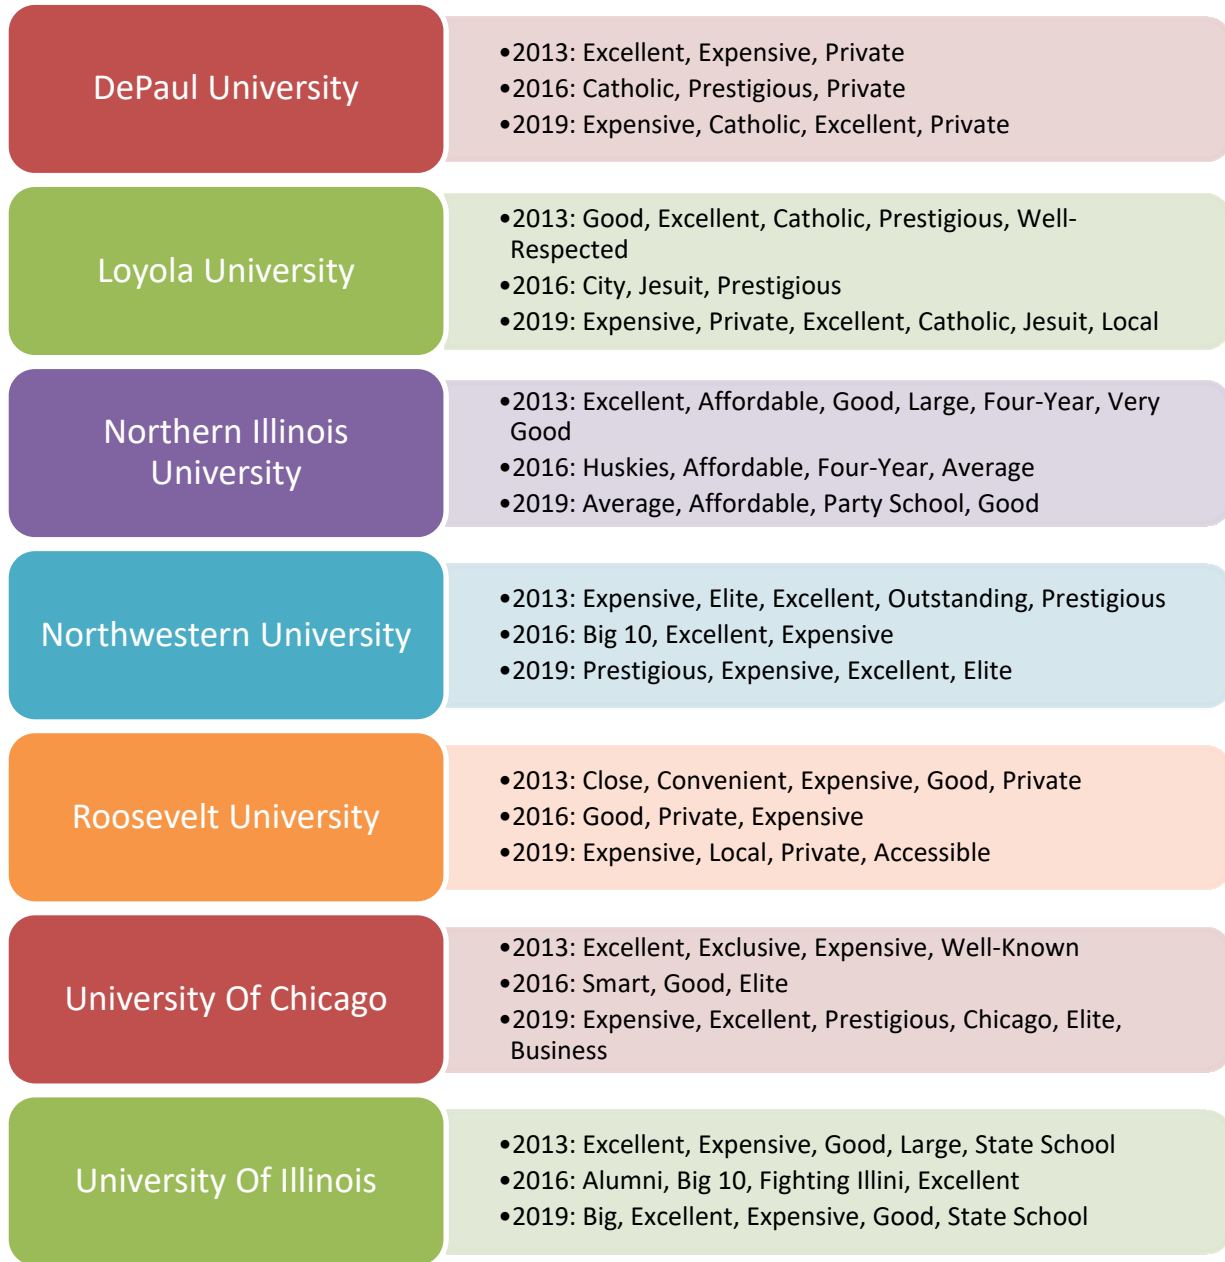 DePaul University
•2013: Excellent, Expensive, Private
•2016: Catholic, Prestigious, Private
•2019: Expensive, Catholic, Excellent, Private
Loyola University
•2013: Good, Excellent, Catholic, Prestigious, Well-
Respected
•2016: City, Jesuit, Prestigious
•2019: Expensive, Private, Excellent, Catholic, Jesuit, Local
Northern Illinois
University
•2013: Excellent, Affordable, Good, Large, Four-Year, Very
Good
•2016: Huskies, Affordable, Four-Year, Average
•2019: Average, Affordable, Party School, Good
Northwestern University
•2013: Expensive, Elite, Excellent, Outstanding, Prestigious
•2016: Big 10, Excellent, Expensive
•2019: Prestigious, Expensive, Excellent, Elite
Roosevelt University
•2013: Close, Convenient, Expensive, Good, Private
•2016: Good, Private, Expensive
•2019: Expensive, Local, Private, Accessible
University Of Chicago
•2013: Excellent, Exclusive, Expensive, Well-Known
•2016: Smart, Good, Elite
•2019: Expensive, Excellent, Prestigious, Chicago, Elite,
Business
University Of Illinois
•2013: Excellent, Expensive, Good, Large, State School
•2016: Alumni, Big 10, Fighting Illini, Excellent
•2019: Big, Excellent, Expensive, Good, State School